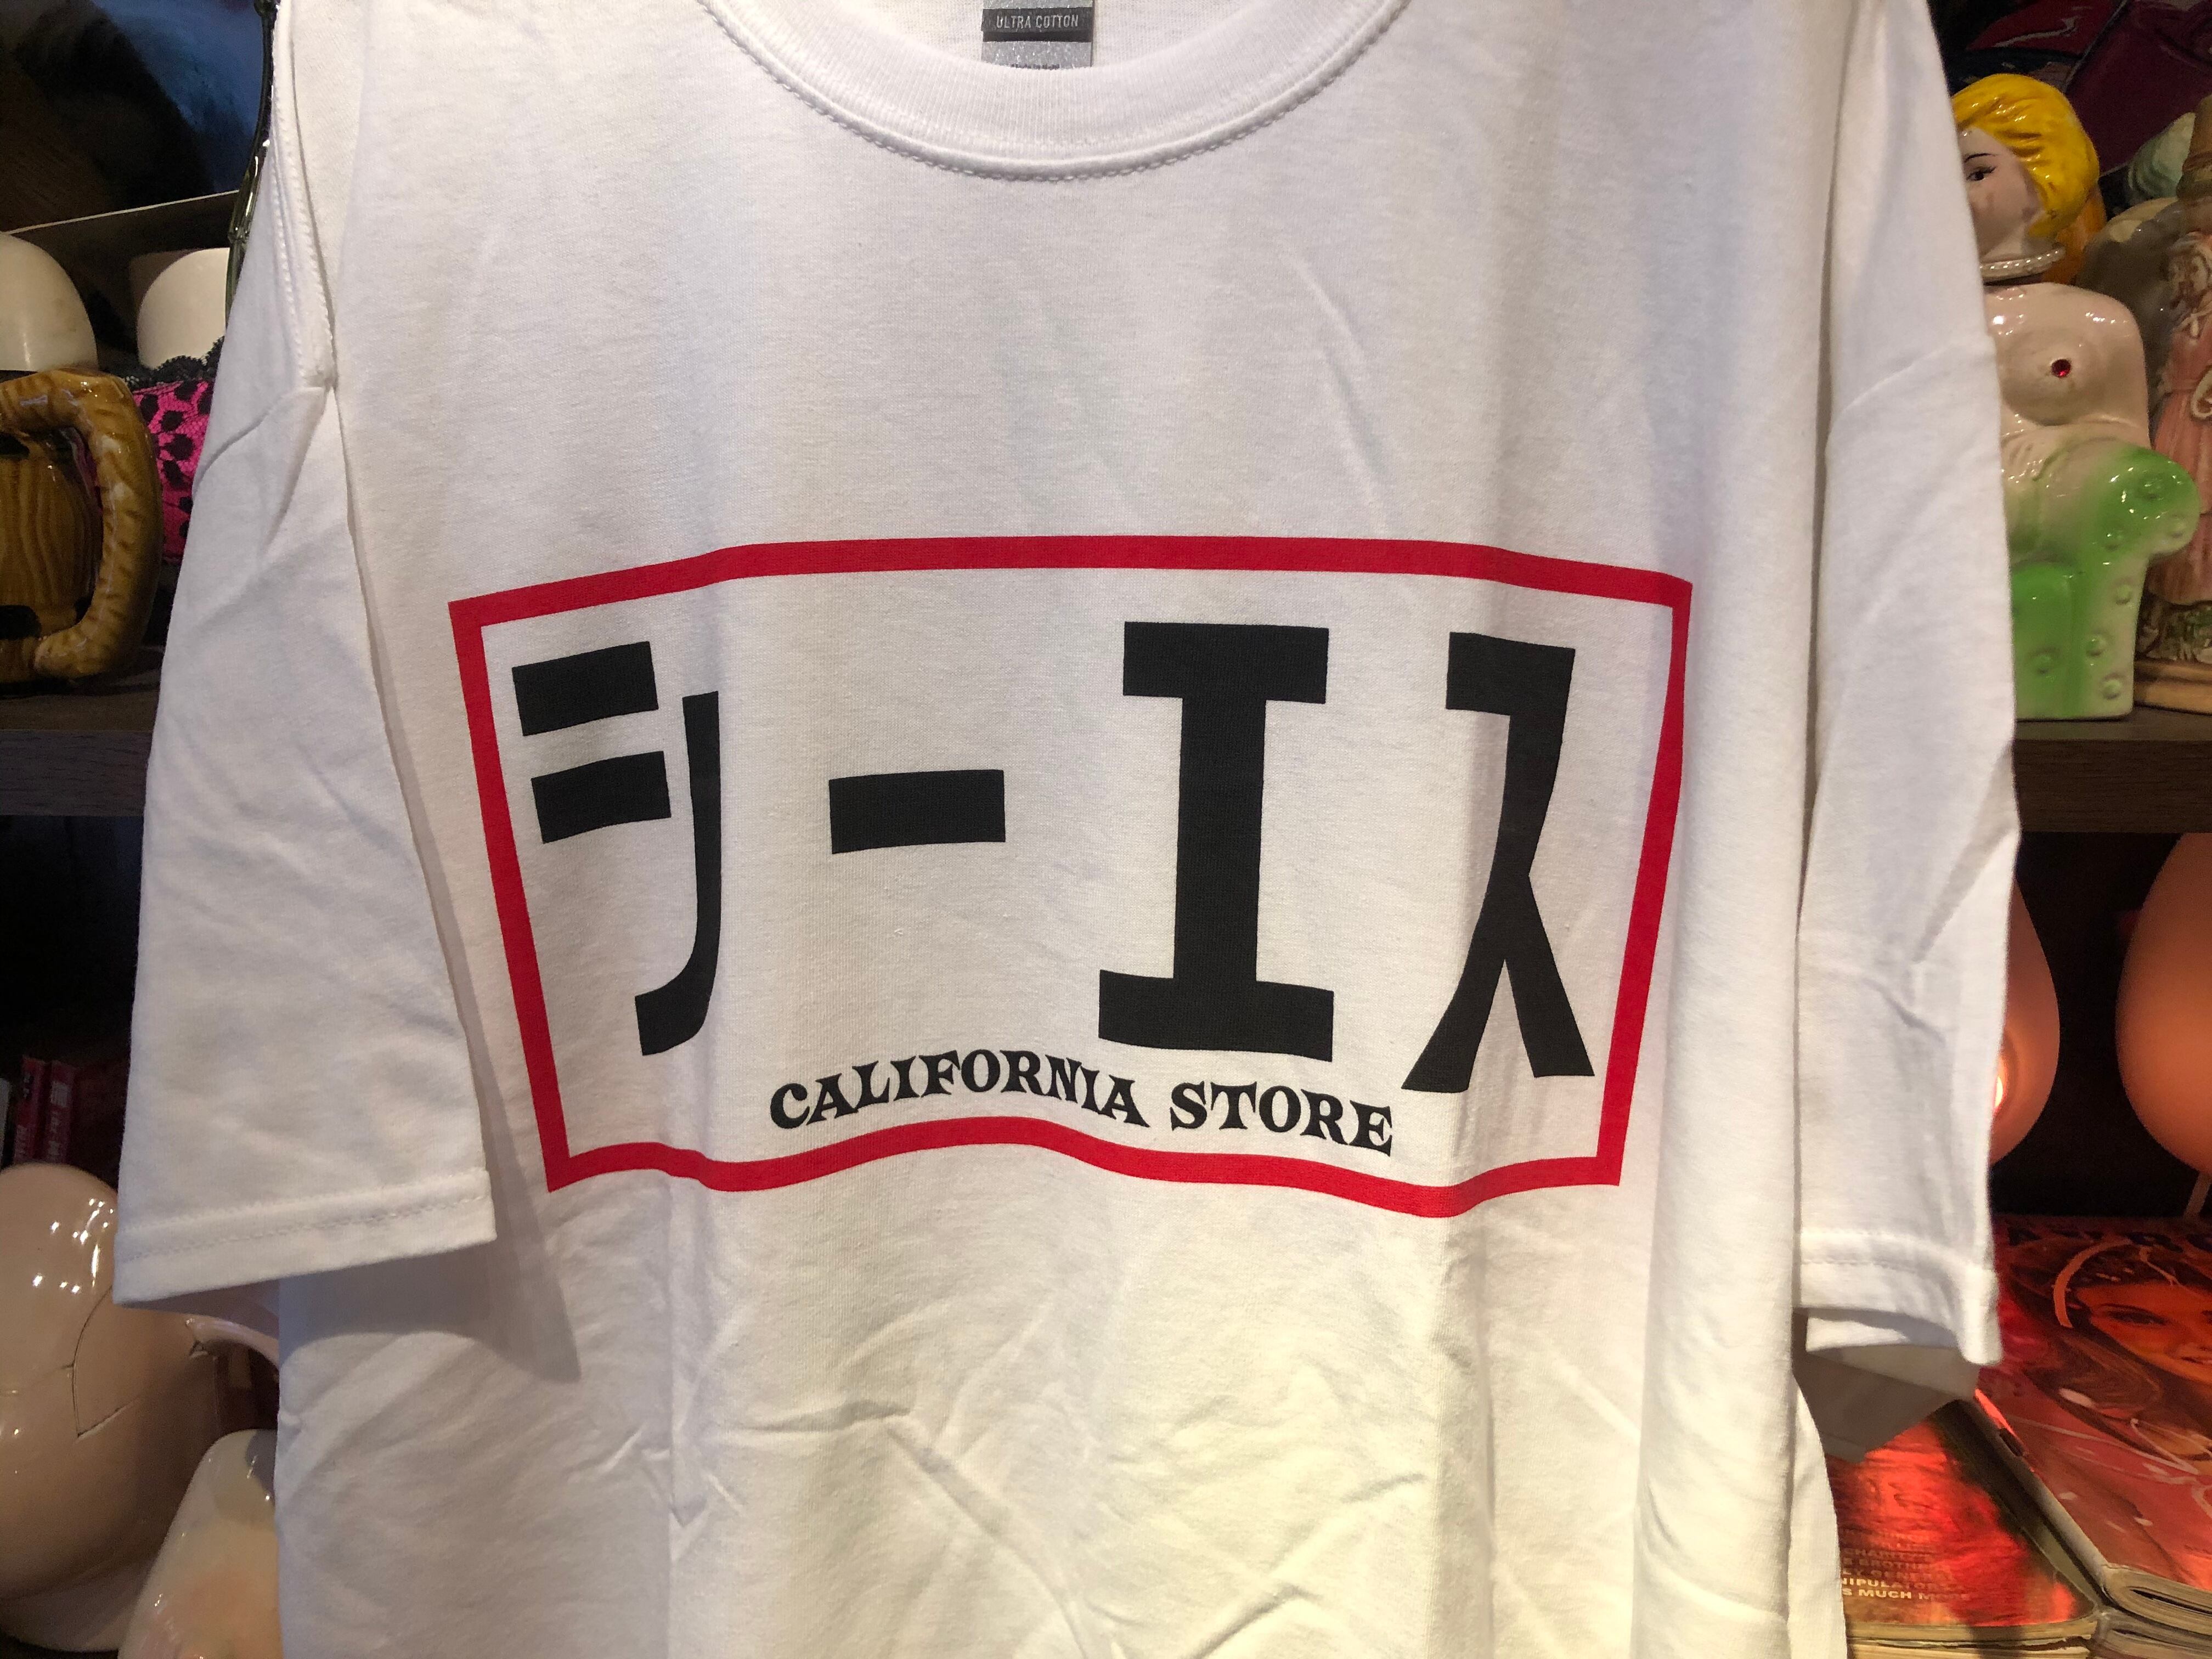 ULTRA COTTON
シーエス
CALIFORNIA STORE